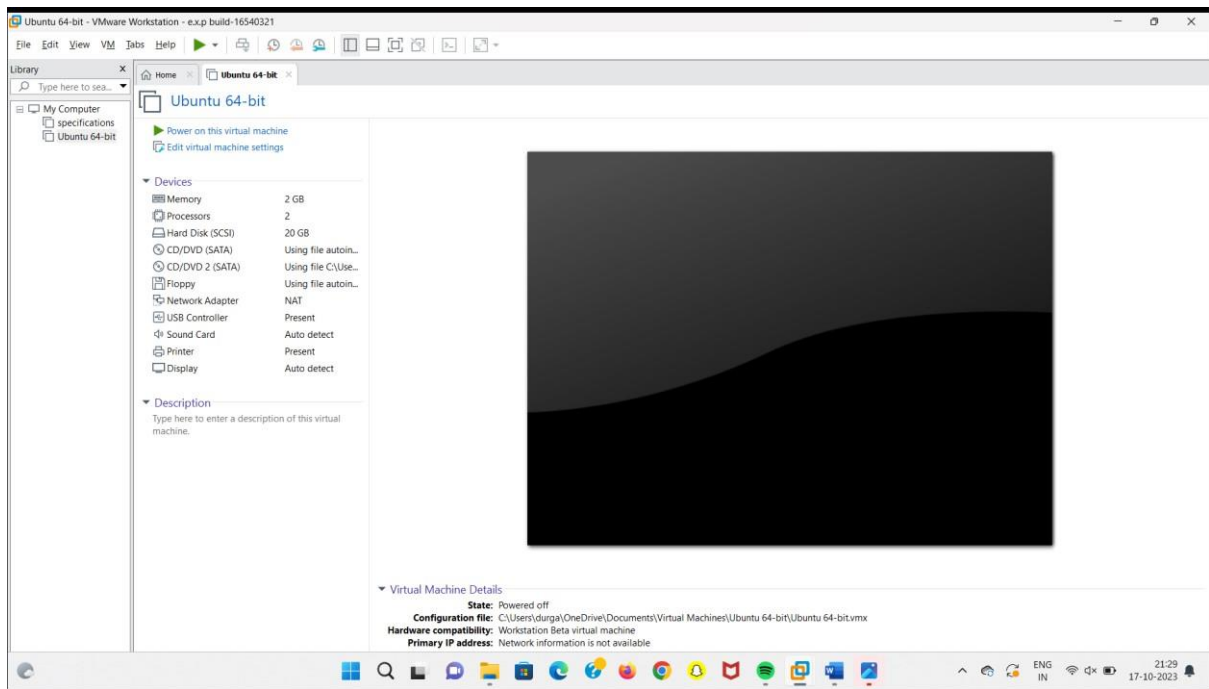 Ubuntu 64-bit - VMware Workstation - e.x.p build-16540321
File Edit View VM Tabs Help
Library X
Type here to sea...
My Computer
specifications
Ubuntu 64-bit
Home Ubuntu 64-bit
Ubuntu 64-bit
Power on this virtual machine
Edit virtual machine settings
Devices
Memory 2 GB
Processors 2
Hard Disk (SCSI) 20 GB
CD/DVD (SATA) Using file autoin...
CD/DVD 2 (SATA) Using file C:\Use...
Floppy Using file autoin...
Network Adapter NAT
USB Controller Present
Sound Card Auto detect
Printer Present
Display Auto detect
Description
Type here to enter a description of this virtual
machine.
Virtual Machine Details
State: Powered off
Configuration file: C:\Users\durga\OneDrive\Documents\Virtual Machines\Ubuntu 64-bit\Ubuntu 64-bit.vmx
Hardware compatibility: Workstation Beta virtual machine
Primary IP address: Network information is not available
ENG
IN
21:29
17-10-2023